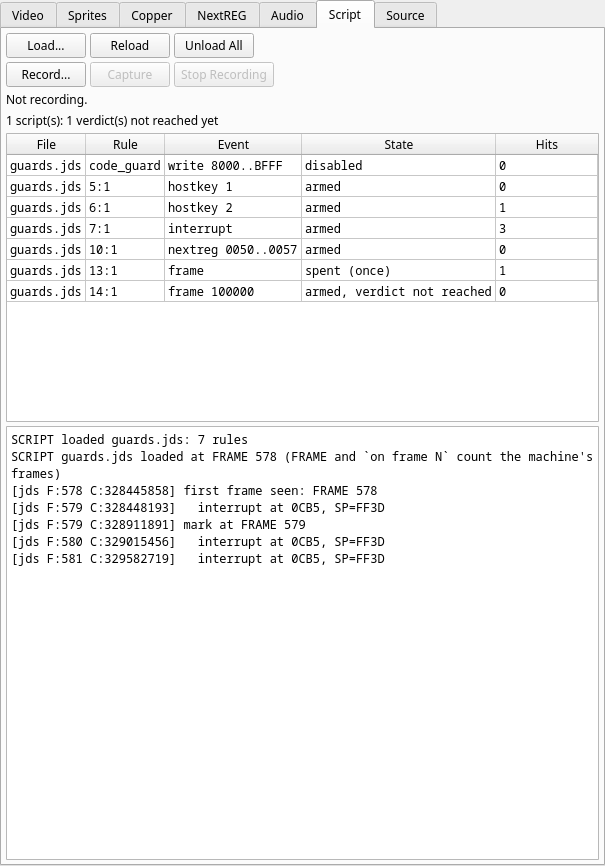 Video Sprites Copper NextREG Audio Script Source
Load... Reload Unload All
Record... Capture Stop Recording
Not recording.
1 script(s): 1 verdict(s) not reached yet
File Rule Event State Hits
guards.jds code_guard write 8000..BFFF disabled 0
guards.jds 5:1 hostkey 1 armed 0
guards.jds 6:1 hostkey 2 armed 1
guards.jds 7:1 interrupt armed 3
guards.jds 10:1 nextreg 0050..0057 armed 0
guards.jds 13:1 frame spent (once) 1
guards.jds 14:1 frame 100000 armed, verdict not reached 0
SCRIPT loaded guards.jds: 7 rules
SCRIPT guards.jds loaded at FRAME 578 (FRAME and `on frame N` count the machine's
frames)
[jds F:578 C:328445858] first frame seen: FRAME 578
[jds F:579 C:328448193]   interrupt at 0CB5, SP=FF3D
[jds F:579 C:328911891] mark at FRAME 579
[jds F:580 C:329015456]   interrupt at 0CB5, SP=FF3D
[jds F:581 C:329582719]   interrupt at 0CB5, SP=FF3D